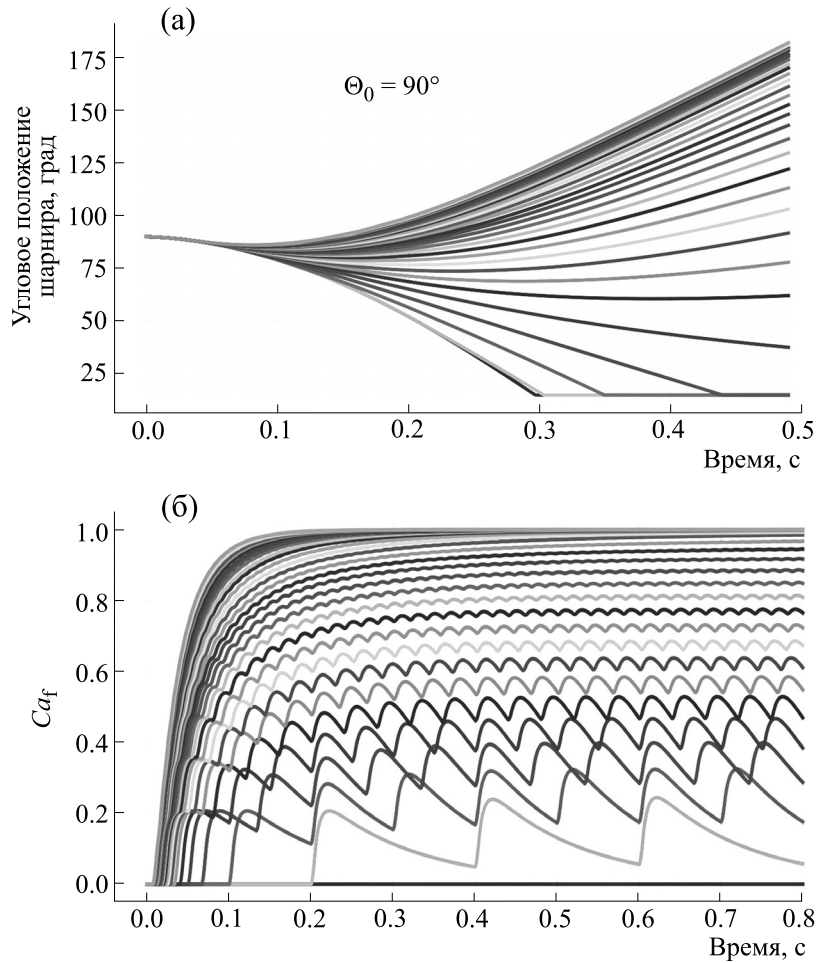 (а)
Θ0 = 90°
Угловое положение
шарнира, град
175
150
125
100
75
50
25
0.0 0.1 0.2 0.3 0.4 0.5
Время, с
(б)
Caf
1.0
0.8
0.6
0.4
0.2
0.0
0.0 0.1 0.2 0.3 0.4 0.5 0.6 0.7 0.8
Время, с